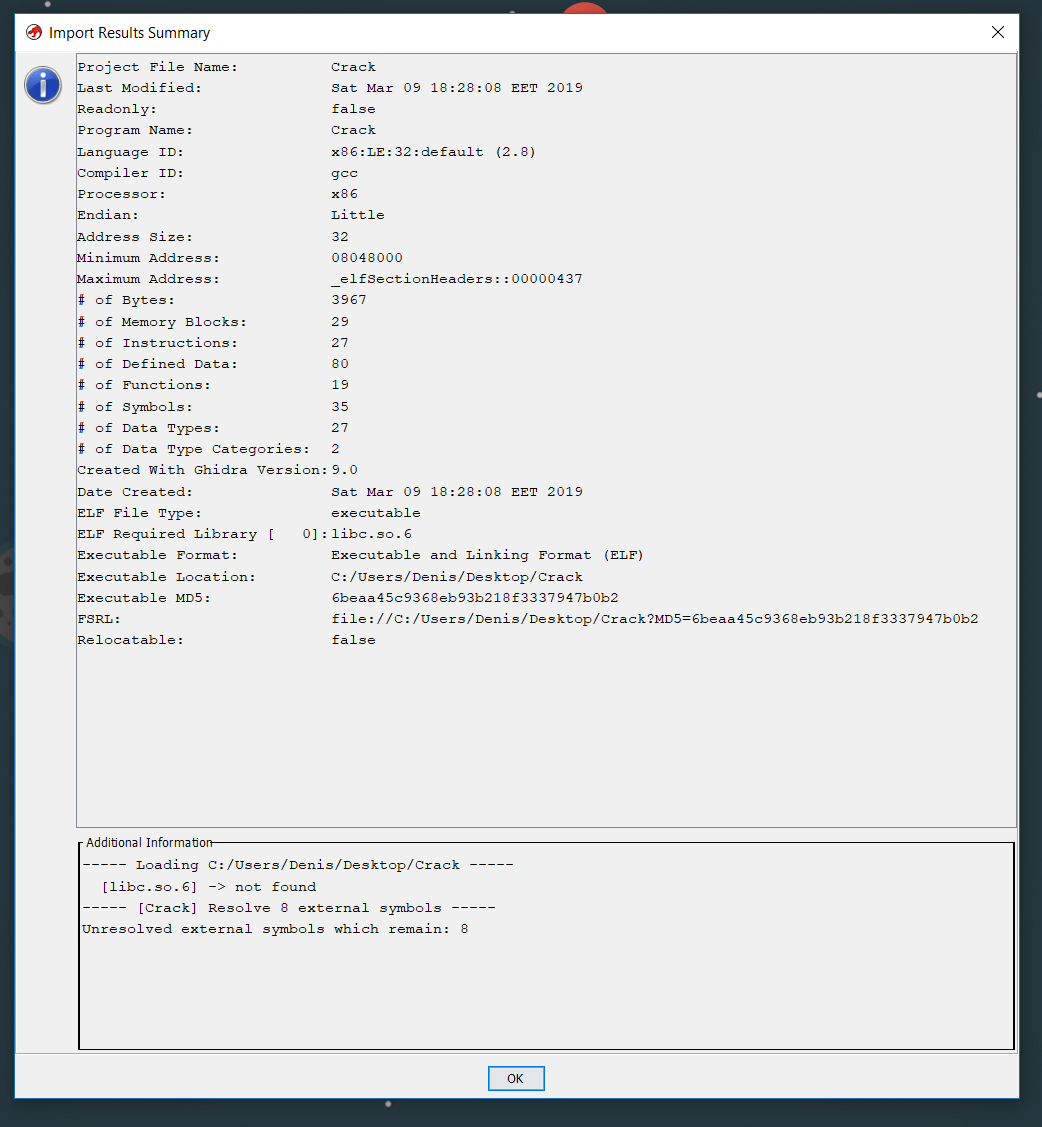 Import Results Summary
Project File Name: Crack
Last Modified: Sat Mar 09 18:28:08 EET 2019
Readonly: false
Program Name: Crack
Language ID: x86:LE:32:default (2.8)
Compiler ID: gcc
Processor: x86
Endian: Little
Address Size: 32
Minimum Address: 08048000
Maximum Address: _elfSectionHeaders::00000437
# of Bytes: 3967
# of Memory Blocks: 29
# of Instructions: 27
# of Defined Data: 80
# of Functions: 19
# of Symbols: 35
# of Data Types: 27
# of Data Type Categories: 2
Created With Ghidra Version: 9.0
Date Created: Sat Mar 09 18:28:08 EET 2019
ELF File Type: executable
ELF Required Library [   0]: libc.so.6
Executable Format: Executable and Linking Format (ELF)
Executable Location: C:/Users/Denis/Desktop/Crack
Executable MD5: 6beaa45c9368eb93b218f3337947b0b2
FSRL: file://C:/Users/Denis/Desktop/Crack?MD5=6beaa45c9368eb93b218f3337947b0b2
Relocatable: false
Additional Information
----- Loading C:/Users/Denis/Desktop/Crack -----
[libc.so.6] -> not found
----- [Crack] Resolve 8 external symbols -----
Unresolved external symbols which remain: 8
OK